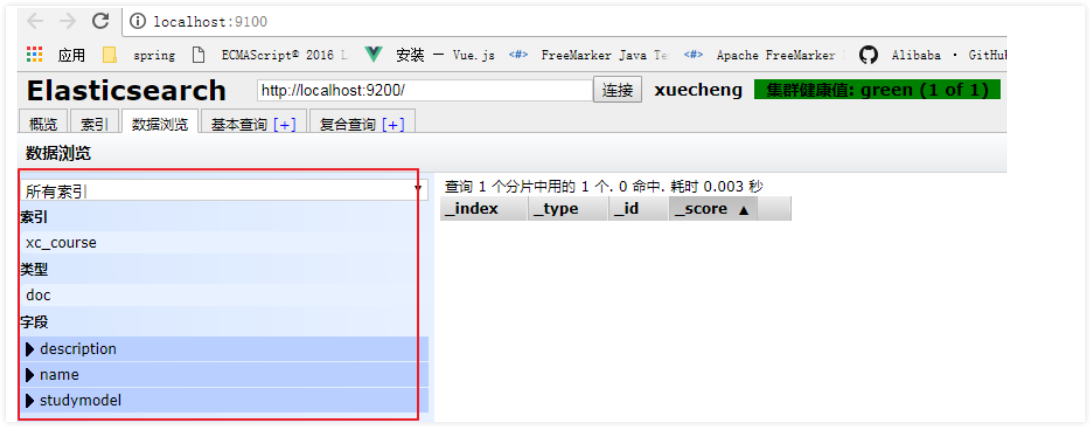 localhost:9100
应用 spring ECMAScript® 2016 L 安装 — Vue.js FreeMarker Java Te Apache FreeMarker Alibaba · GitHu
Elasticsearch http://localhost:9200/ 连接 xuecheng 集群健康值: green (1 of 1)
概览 索引 数据浏览 基本查询 [+] 复合查询 [+]
数据浏览
所有索引
索引
xc_course
类型
doc
字段
description
name
studymodel
查询 1 个分片中用的 1 个. 0 命中. 耗时 0.003 秒
_index _type _id _score ▲